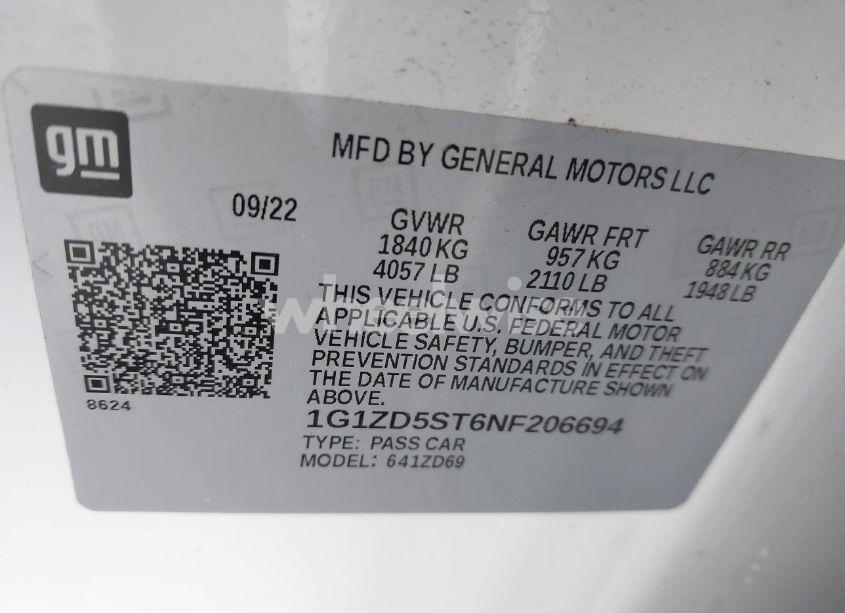 gm
MFD BY GENERAL MOTORS LLC
09/22
GVWR
1840 KG
4057 LB
GAWR FRT
957 KG
2110 LB
GAWR RR
884 KG
1948 LB
THIS VEHICLE CONFORMS TO ALL
APPLICABLE U.S. FEDERAL MOTOR
VEHICLE SAFETY, BUMPER, AND THEFT
PREVENTION STANDARDS IN EFFECT ON
THE DATE OF MANUFACTURE SHOWN
ABOVE.
8624
1G1ZD5ST6NF206694
TYPE: PASS CAR
MODEL: 641ZD69